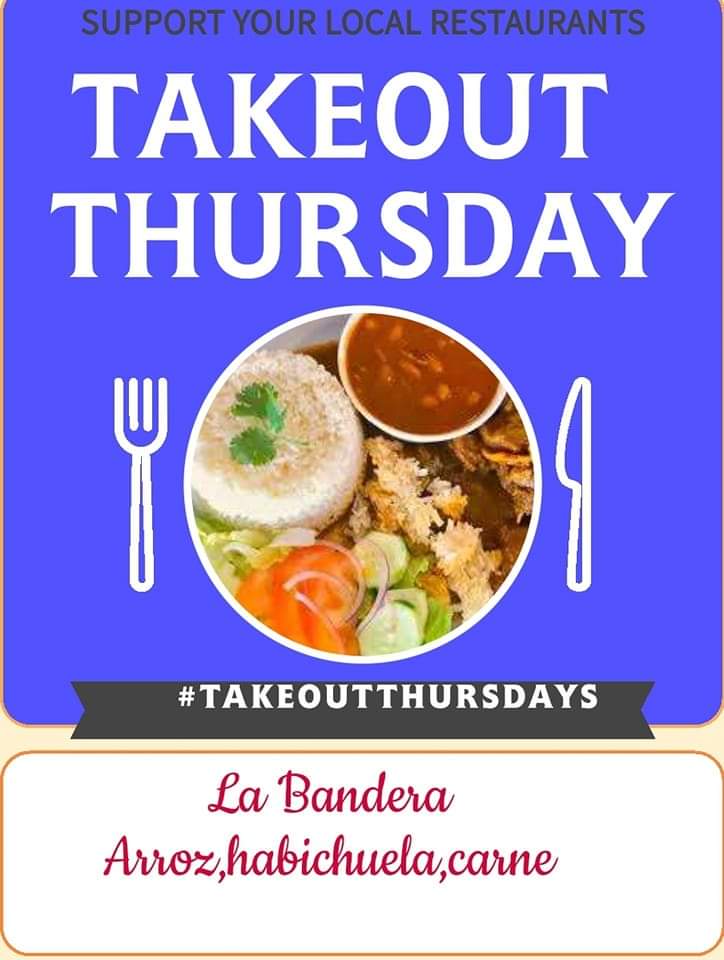 SUPPORT YOUR LOCAL RESTAURANTS
TAKEOUT
THURSDAY
#TAKEOUTTHURSDAYS
La Bandera
Arroz,habichuela,carne